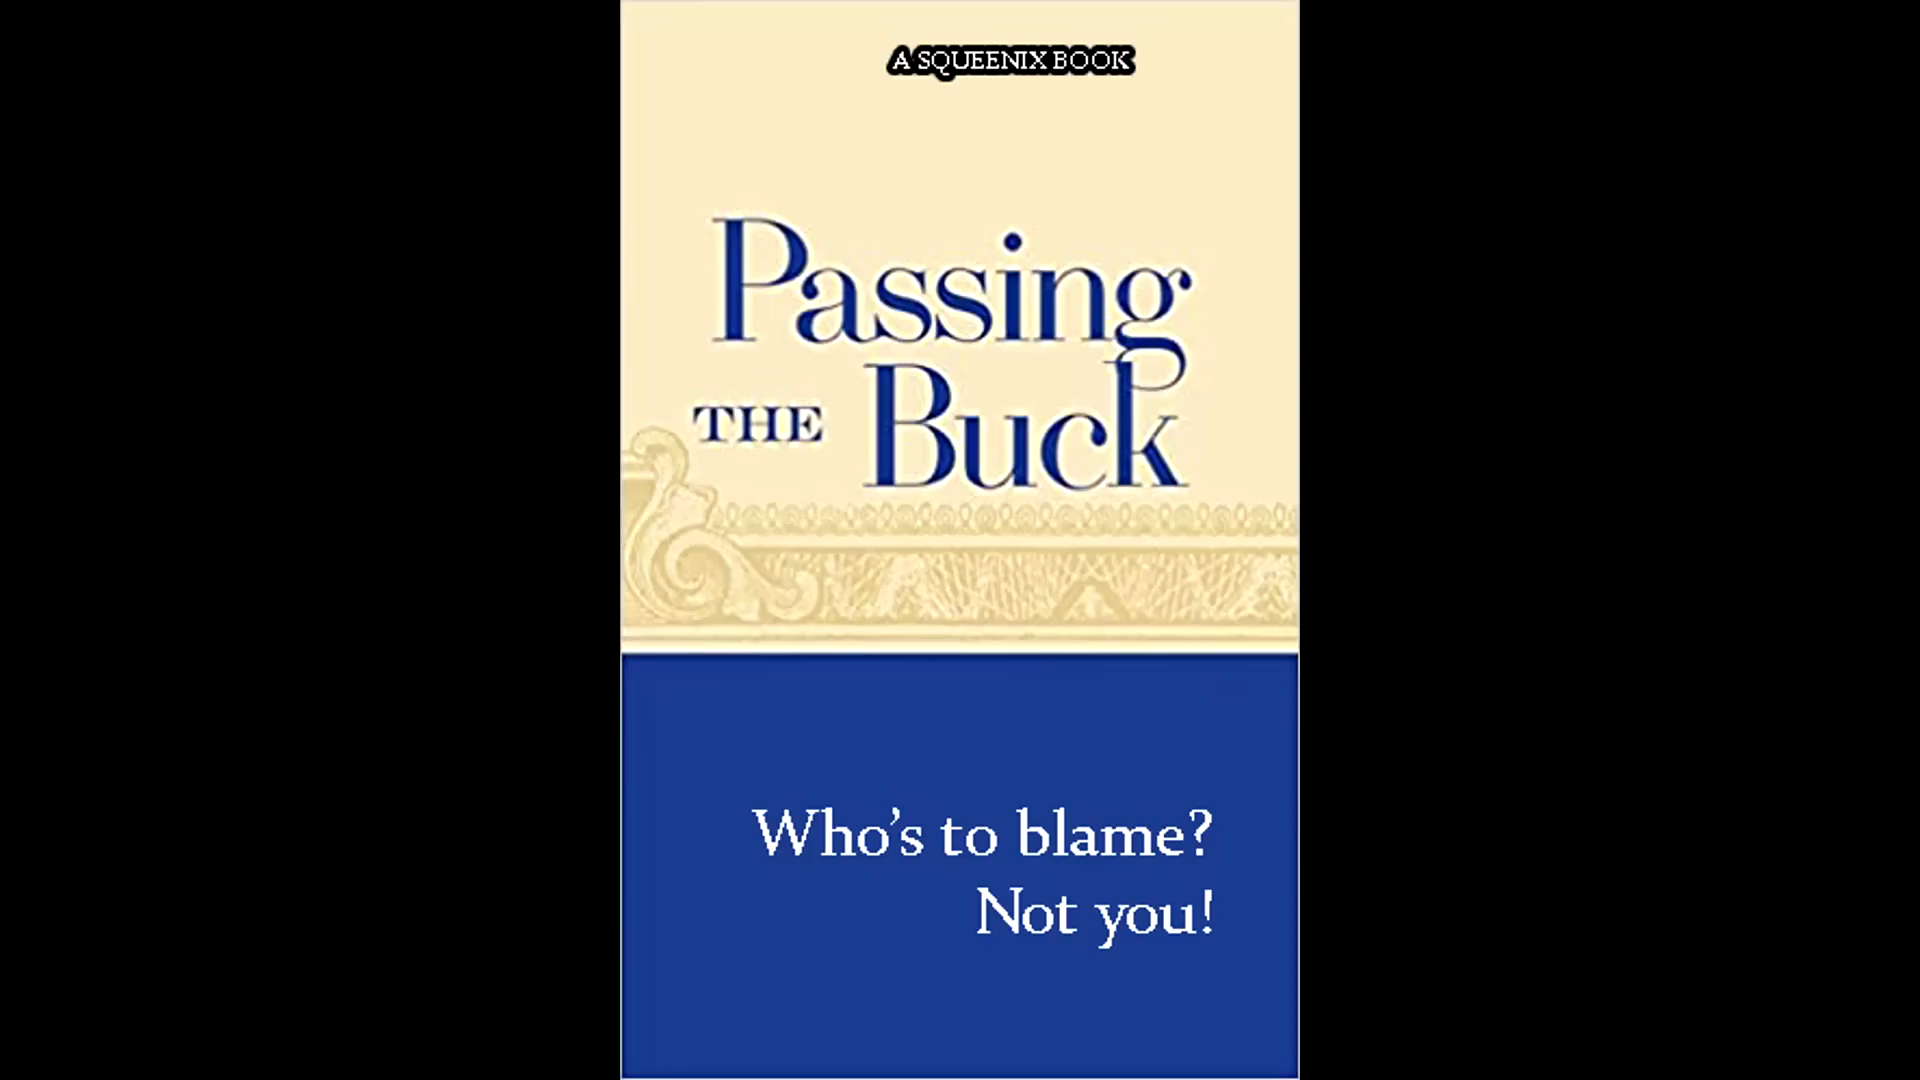 A SQUEENIX BOOK
Passing
THE Buck
Who's to blame?
Not you!